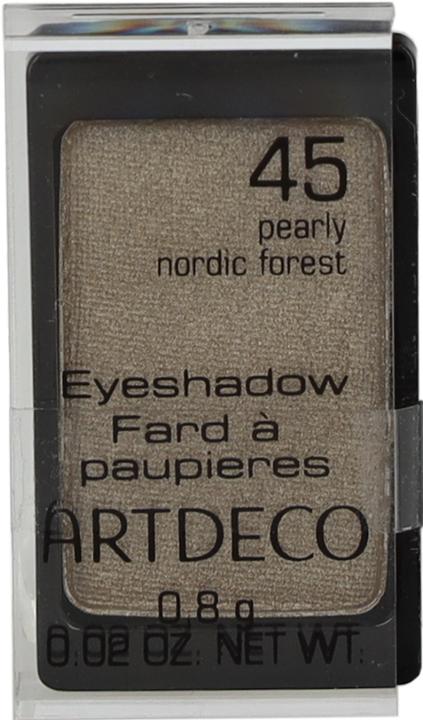 45
pearly
nordic forest
Eyeshadow
Fard à
paupieres
ARTDECO
0,8 g
0.02 OZ. NET WT.